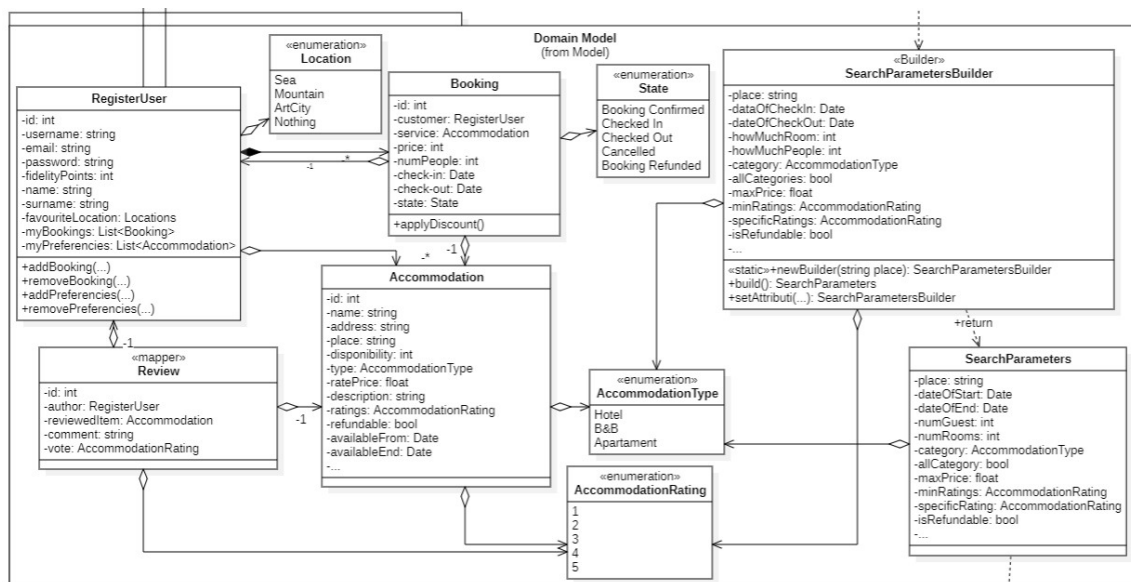 Domain Model
(from Model)
«enumeration»
Location
Sea
Mountain
ArtCity
Nothing
RegisterUser
-id: int
-username: string
-email: string
-password: string
-fidelityPoints: int
-name: string
-surname: string
-favouriteLocation: Locations
-myBookings: List<Booking>
-myPreferencies: List<Accommodation>
+addBooking(...)
+removeBooking(...)
+addPreferencies(...)
+removePreferencies(...)
Booking
-id: int
-customer: RegisterUser
-service: Accommodation
-price: int
-numPeople: int
-check-in: Date
-check-out: Date
-state: State
+applyDiscount()
«enumeration»
State
Booking Confirmed
Checked In
Checked Out
Cancelled
Booking Refunded
«Builder»
SearchParametersBuilder
-place: string
-dataOfCheckIn: Date
-dateOfCheckOut: Date
-howMuchRoom: int
-howMuchPeople: int
-category: AccommodationType
-allCategories: bool
-maxPrice: float
-minRatings: AccommodationRating
-specificRatings: AccommodationRating
-isRefundable: bool
-...
«static»+newBuilder(string place): SearchParametersBuilder
+build(): SearchParameters
+setAttributi(...): SearchParametersBuilder
-*
-1
-1
-*
Accommodation
-id: int
-name: string
-address: string
-place: string
-disponibility: int
-type: AccommodationType
-ratePrice: float
-description: string
-ratings: AccommodationRating
-refundable: bool
-availableFrom: Date
-availableEnd: Date
-...
-1
«mapper»
Review
-id: int
-author: RegisterUser
-reviewedItem: Accommodation
-comment: string
-vote: AccommodationRating
-1
«enumeration»
AccommodationType
Hotel
B&B
Apartament
+return
SearchParameters
-place: string
-dateOfStart: Date
-dateOfEnd: Date
-numGuest: int
-numRooms: int
-category: AccommodationType
-allCategory: bool
-maxPrice: float
-minRatings: AccommodationRating
-specificRating: AccommodationRating
-isRefundable: bool
-...
«enumeration»
AccommodationRating
1
2
3
4
5